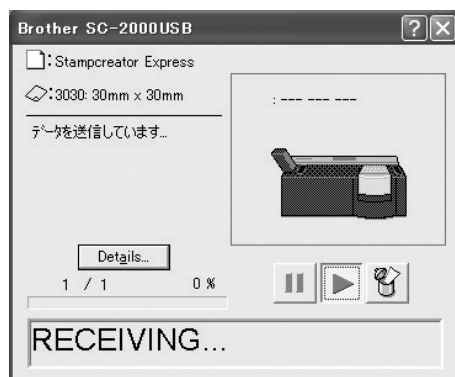 Brother SC-2000USB
: Stampcreator Express
: 3030: 30mm x 30mm
: --- --- ---
ﾃﾞｰﾀを送信しています...
Details...
1 / 1 0 %
RECEIVING...